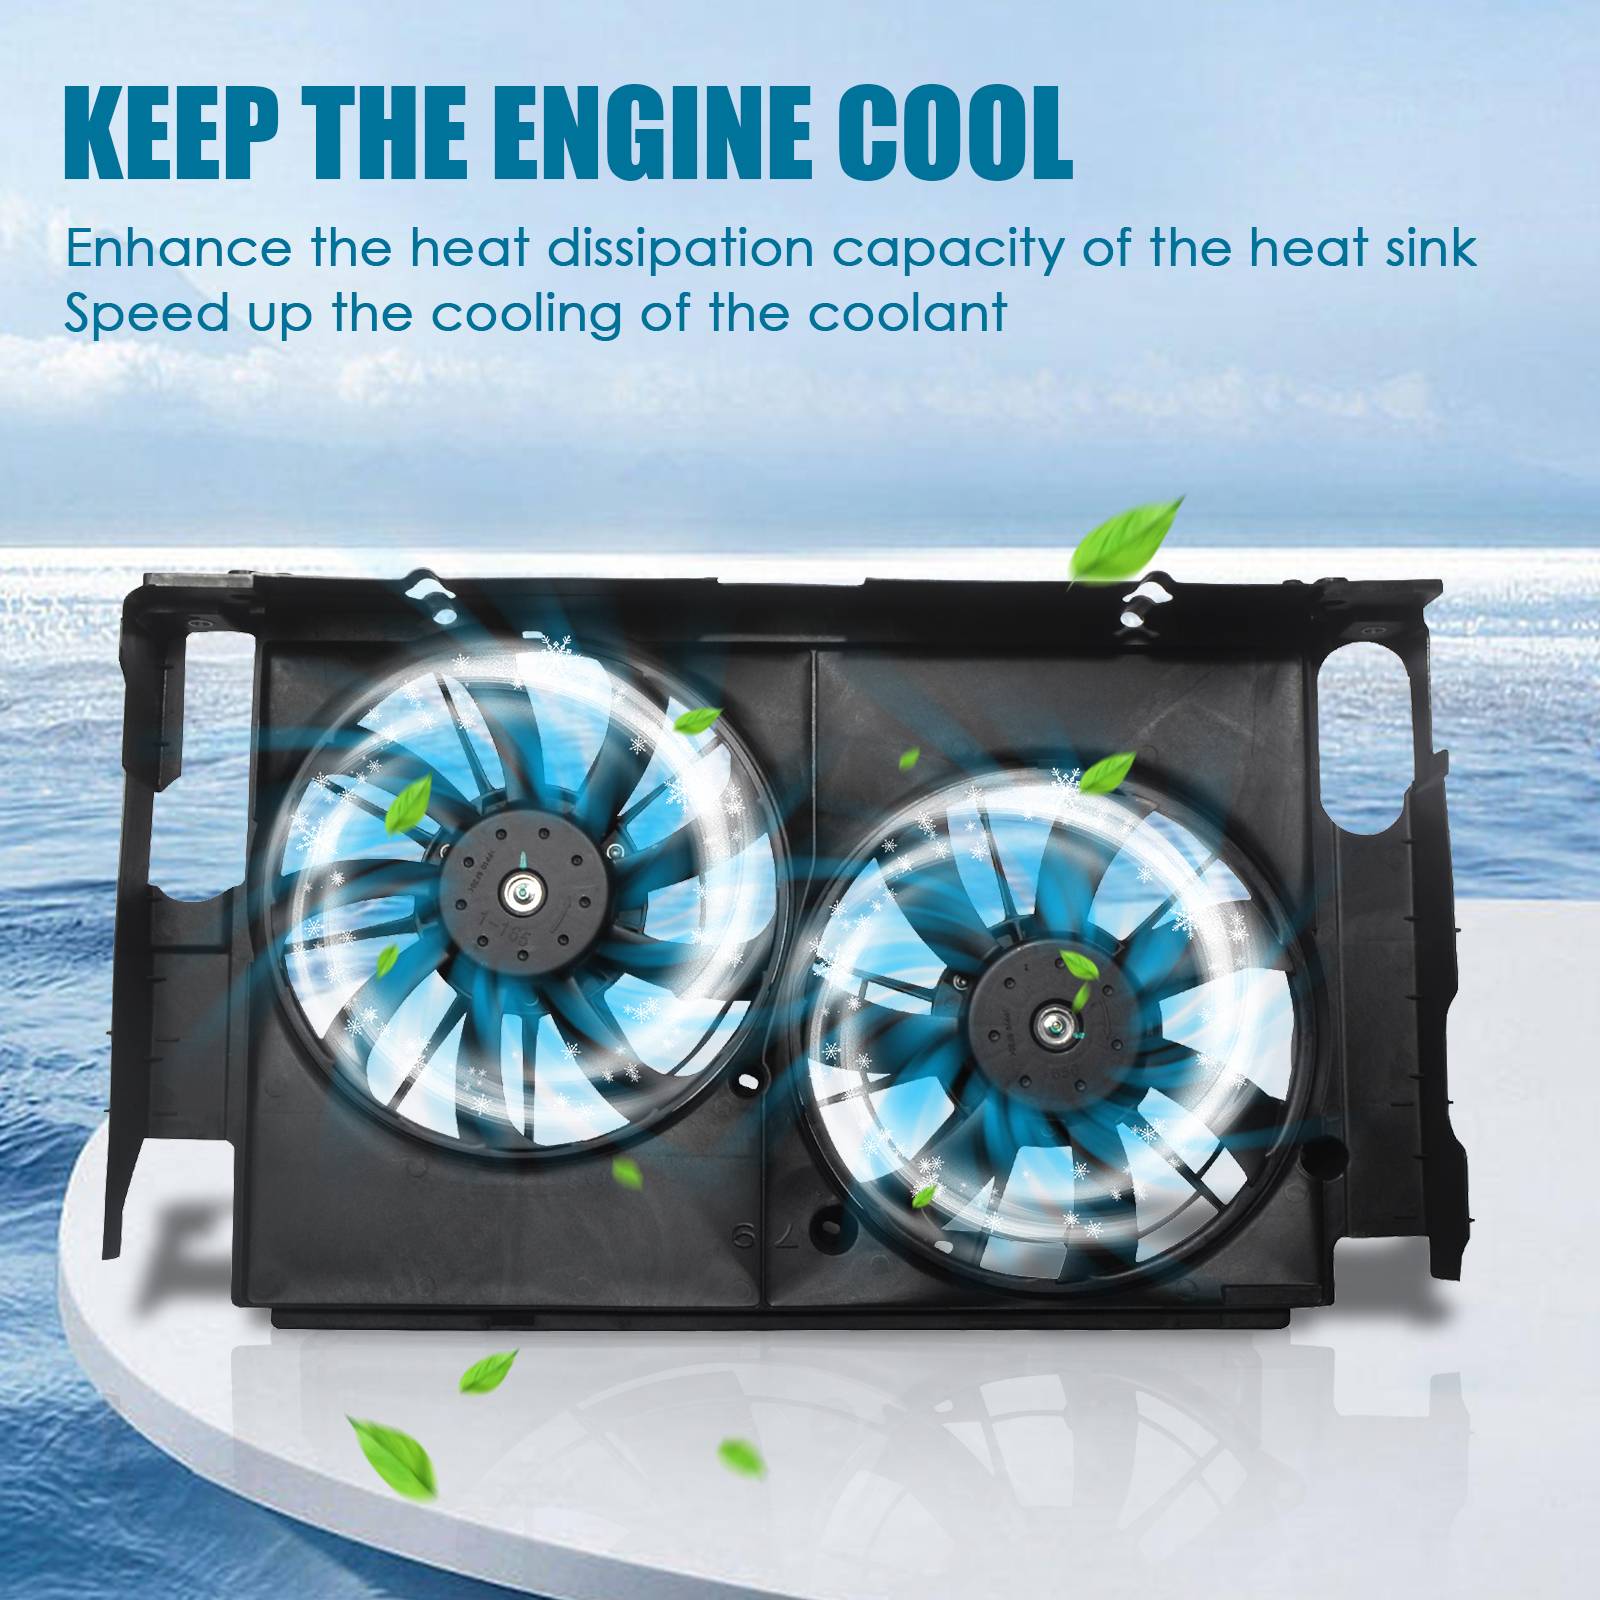 KEEP THE ENGINE COOL
Enhance the heat dissipation capacity of the heat sink
Speed up the cooling of the coolant